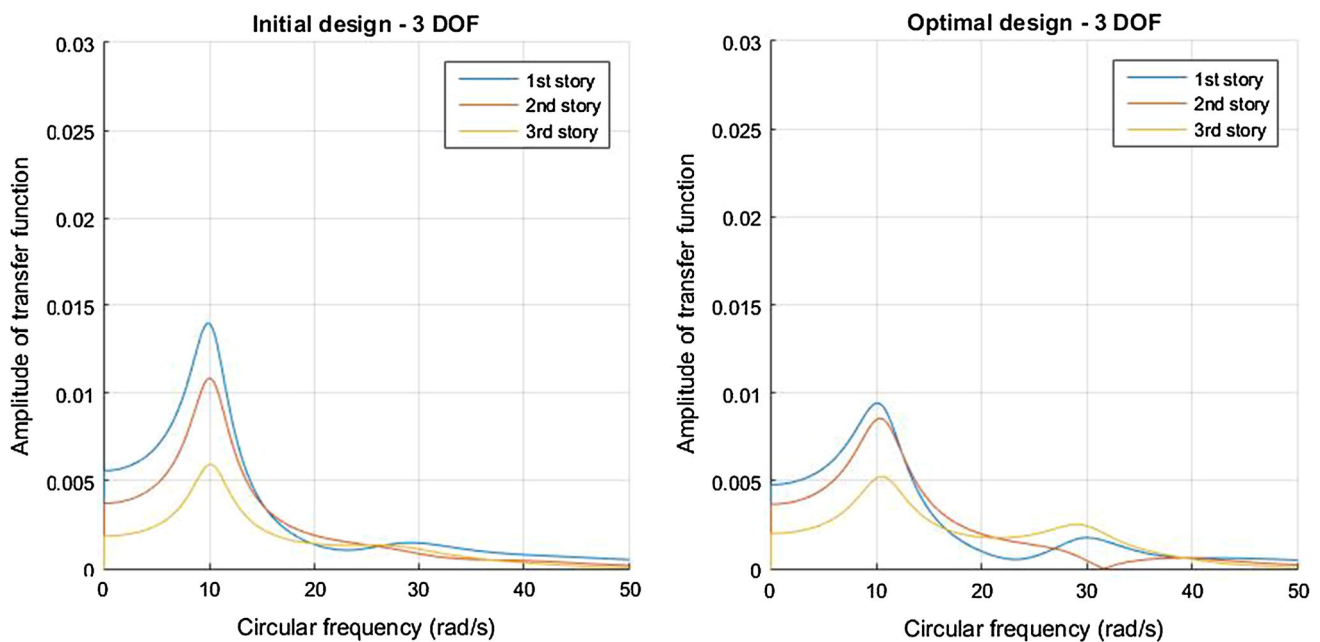 Initial design - 3 DOF
0.03
0.025
0.02
0.015
0.01
0.005
0
0
10
20
30
40
50
Amplitude of transfer function
Circular frequency (rad/s)
1st story
2nd story
3rd story
Optimal design - 3 DOF
0.03
0.025
0.02
0.015
0.01
0.005
0
0
10
20
30
40
50
Amplitude of transfer function
Circular frequency (rad/s)
1st story
2nd story
3rd story